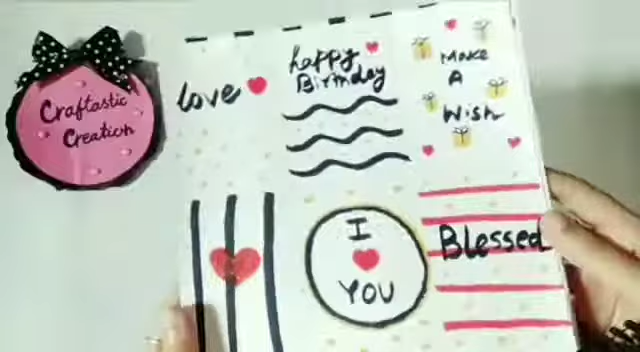 Craftastic
Creation
love
happy
Birthday
Make
A
Wish
I
YOU
Blessed